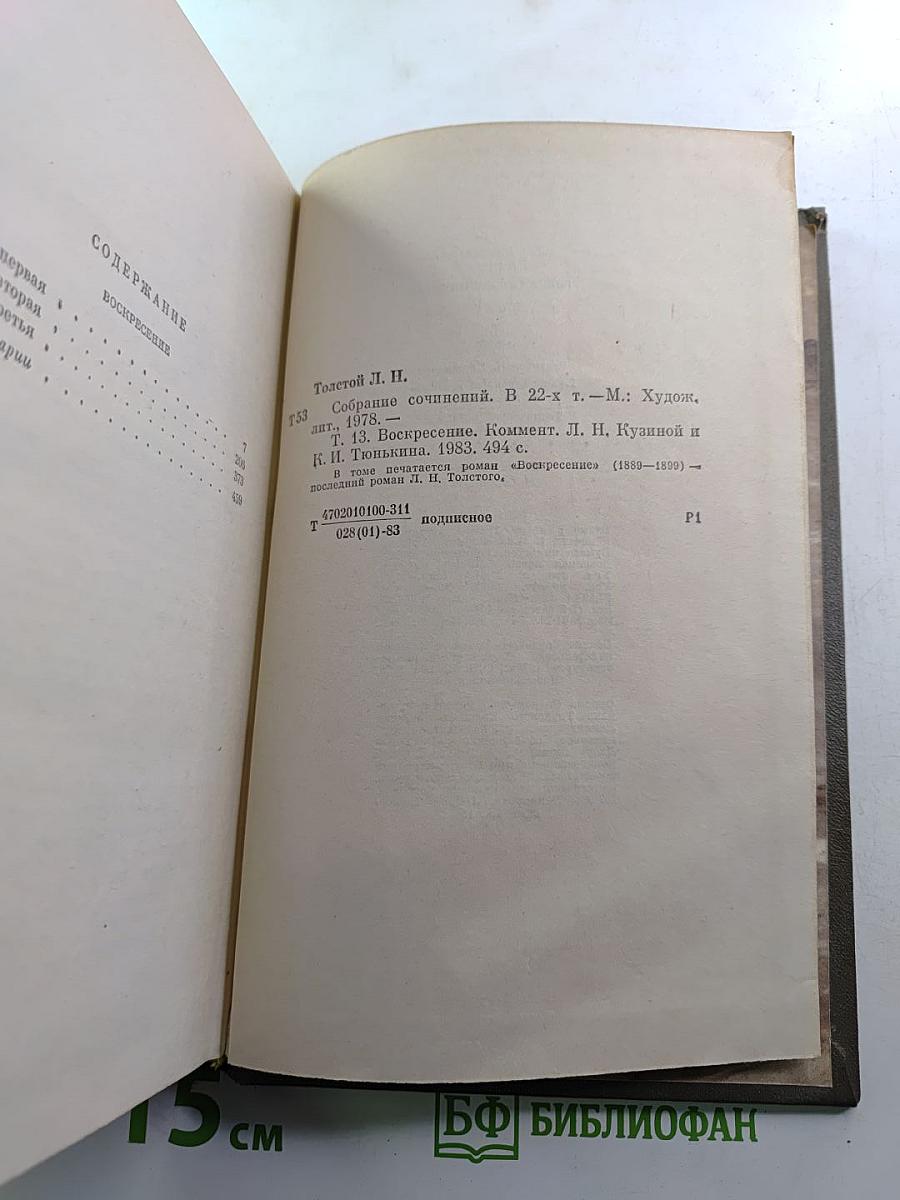 СОДЕРЖАНИЕ
ВОСКРЕСЕНИЕ
первая . . . . . . . . . 7
вторая . . . . . . . . . 200
третья . . . . . . . . . 373
арии . . . . . . . . . 459
Толстой Л. Н.
Т53 Собрание сочинений. В 22-х т. — М.: Худож.
лит., 1978. —
Т. 13. Воскресение. Коммент. Л. Н. Кузиной и
К. И. Тюнькина. 1983. 494 с.
В томе печатается роман «Воскресение» (1889—1899) —
последний роман Л. Н. Толстого.
Т 4702010100-311 подписное Р1
028(01)-83
15 см
БФ БИБЛИОФАН